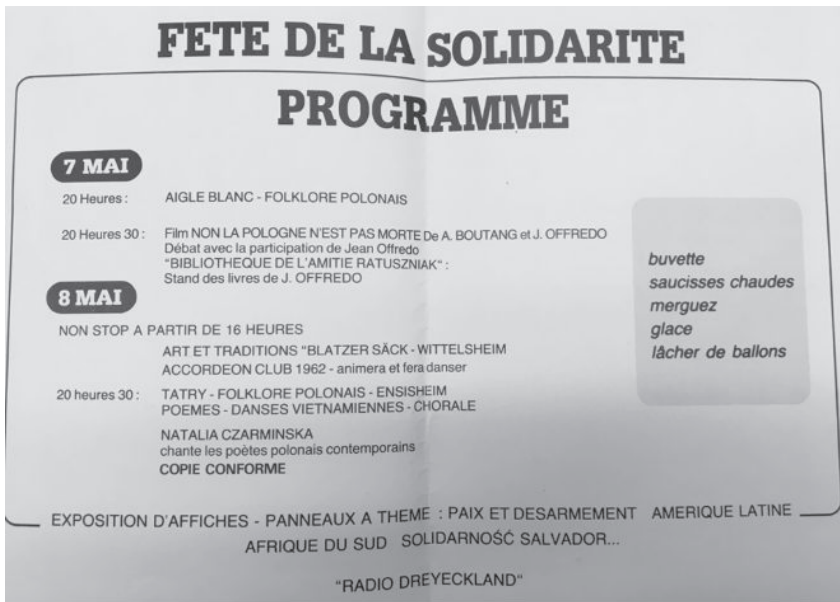 FETE DE LA SOLIDARITE
PROGRAMME
7 MAI
20 Heures : AIGLE BLANC - FOLKLORE POLONAIS
20 Heures 30 : Film NON LA POLOGNE N'EST PAS MORTE De A. BOUTANG et J. OFFREDO
Débat avec la participation de Jean Offredo
"BIBLIOTHEQUE DE L'AMITIE RATUSZNIAK" :
Stand des livres de J. OFFREDO
8 MAI
NON STOP A PARTIR DE 16 HEURES
ART ET TRADITIONS "BLATZER SÄCK - WITTELSHEIM
ACCORDEON CLUB 1962 - animera et fera danser
20 heures 30 : TATRY - FOLKLORE POLONAIS - ENSISHEIM
POEMES - DANSES VIETNAMIENNES - CHORALE
NATALIA CZARMINSKA
chante les poètes polonais contemporains
COPIE CONFORME
buvette
saucisses chaudes
merguez
glace
lâcher de ballons
EXPOSITION D'AFFICHES - PANNEAUX A THEME : PAIX ET DESARMEMENT AMERIQUE LATINE
AFRIQUE DU SUD SOLIDARNOŚĆ SALVADOR...
"RADIO DREYECKLAND"